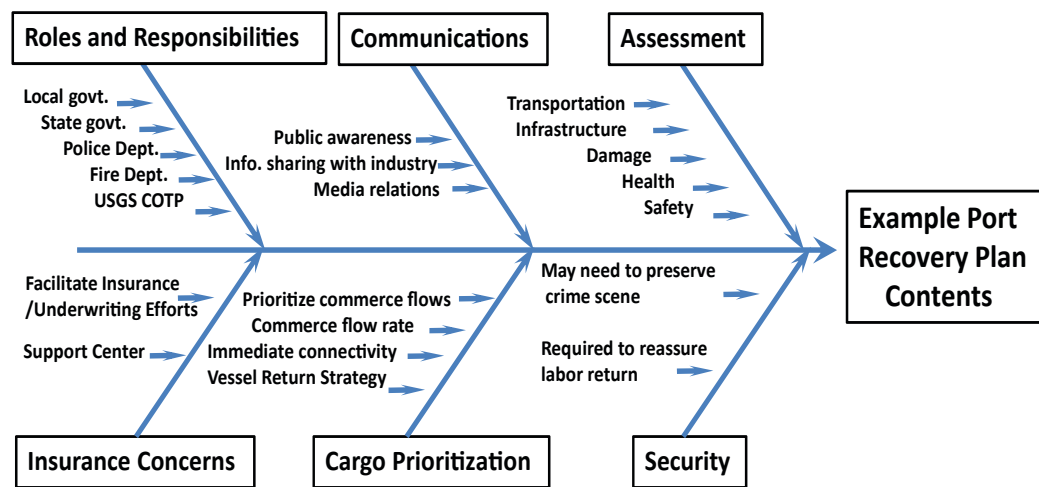 Roles and Responsibilities
Communications
Assessment
Local govt.
State govt.
Police Dept.
Fire Dept.
USGS COTP
Public awareness
Info. sharing with industry
Media relations
Transportation
Infrastructure
Damage
Health
Safety
Example Port
Recovery Plan
Contents
Facilitate Insurance
/Underwriting Efforts
Support Center
Prioritize commerce flows
Commerce flow rate
Immediate connectivity
Vessel Return Strategy
May need to preserve
crime scene
Required to reassure
labor return
Insurance Concerns
Cargo Prioritization
Security